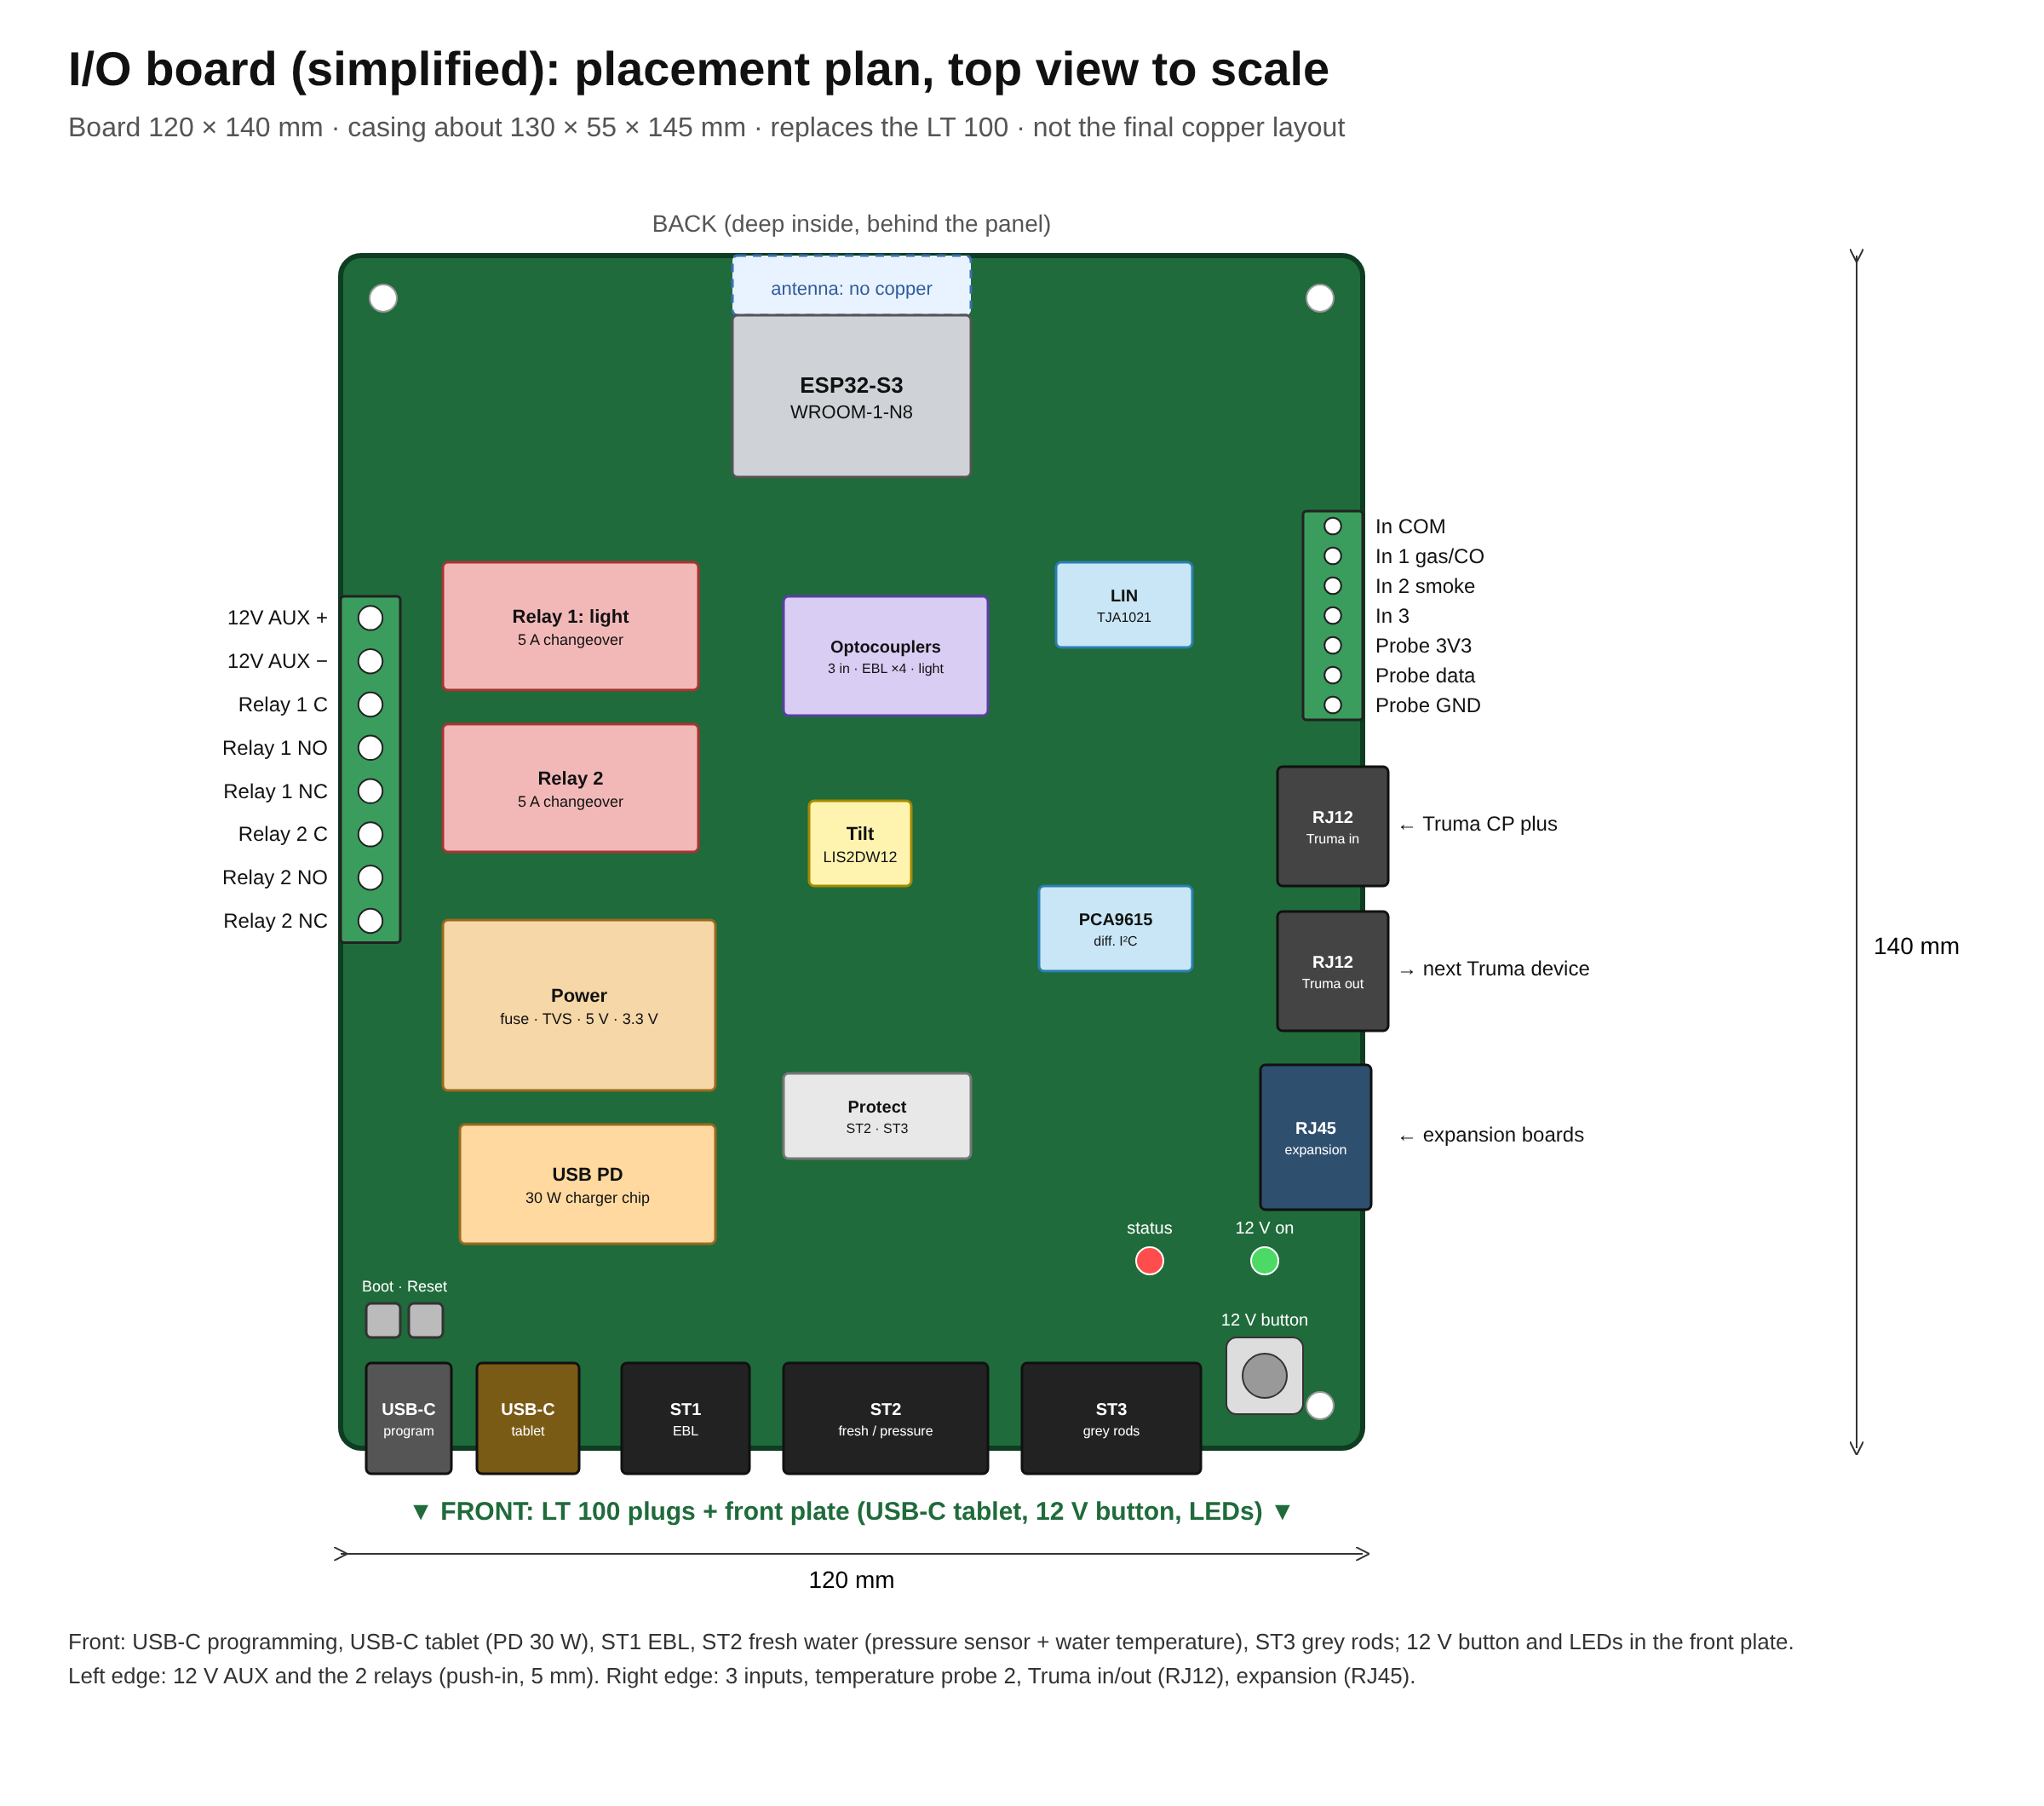 I/O board (simplified): placement plan, top view to scale
Board 120 × 140 mm · casing about 130 × 55 × 145 mm · replaces the LT 100 · not the final copper layout
BACK (deep inside, behind the panel)
antenna: no copper
ESP32-S3
WROOM-1-N8
In COM
In 1 gas/CO
In 2 smoke
In 3
Probe 3V3
Probe data
Probe GND
12V AUX +
12V AUX −
Relay 1 C
Relay 1 NO
Relay 1 NC
Relay 2 C
Relay 2 NO
Relay 2 NC
Relay 1: light
5 A changeover
Relay 2
5 A changeover
Optocouplers
3 in · EBL ×4 · light
LIN
TJA1021
Tilt
LIS2DW12
PCA9615
diff. I²C
RJ12
Truma in
← Truma CP plus
RJ12
Truma out
→ next Truma device
140 mm
Power
fuse · TVS · 5 V · 3.3 V
Protect
ST2 · ST3
RJ45
expansion
← expansion boards
USB PD
30 W charger chip
status
12 V on
Boot · Reset
12 V button
USB-C
program
USB-C
tablet
ST1
EBL
ST2
fresh / pressure
ST3
grey rods
▼ FRONT: LT 100 plugs + front plate (USB-C tablet, 12 V button, LEDs) ▼
120 mm
Front: USB-C programming, USB-C tablet (PD 30 W), ST1 EBL, ST2 fresh water (pressure sensor + water temperature), ST3 grey rods; 12 V button and LEDs in the front plate.
Left edge: 12 V AUX and the 2 relays (push-in, 5 mm). Right edge: 3 inputs, temperature probe 2, Truma in/out (RJ12), expansion (RJ45).